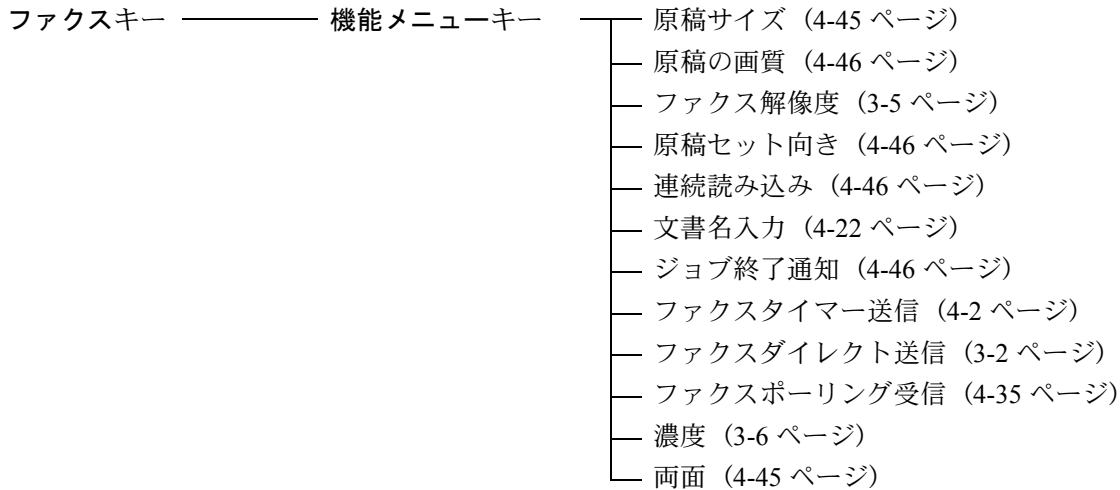 ファクスキー 機能メニューキー 原稿サイズ（4-45 ページ）
原稿の画質（4-46 ページ）
ファクス解像度（3-5 ページ）
原稿セット向き（4-46 ページ）
連続読み込み（4-46 ページ）
文書名入力（4-22 ページ）
ジョブ終了通知（4-46 ページ）
ファクスタイマー送信（4-2 ページ）
ファクスダイレクト送信（3-2 ページ）
ファクスポーリング受信（4-35 ページ）
濃度（3-6 ページ）
両面（4-45 ページ）